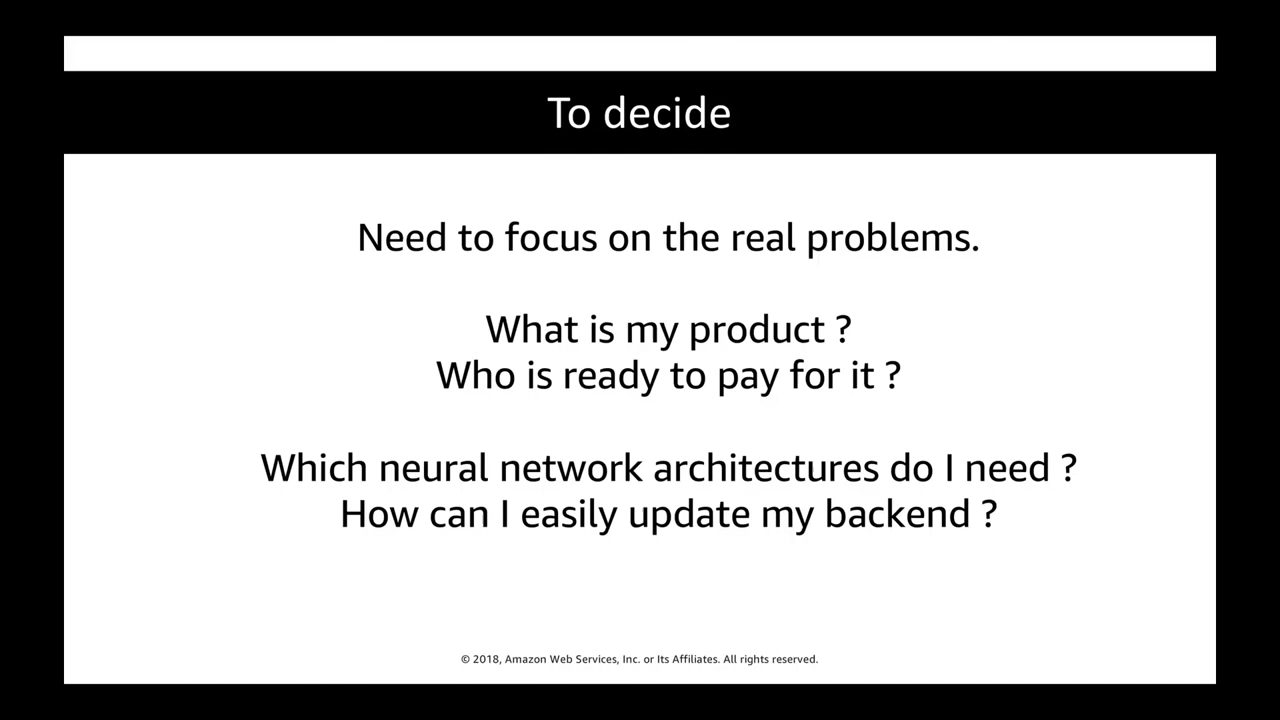 To decide
Need to focus on the real problems.
What is my product ?
Who is ready to pay for it ?
Which neural network architectures do I need ?
How can I easily update my backend ?
© 2018, Amazon Web Services, Inc. or Its Affiliates. All rights reserved.